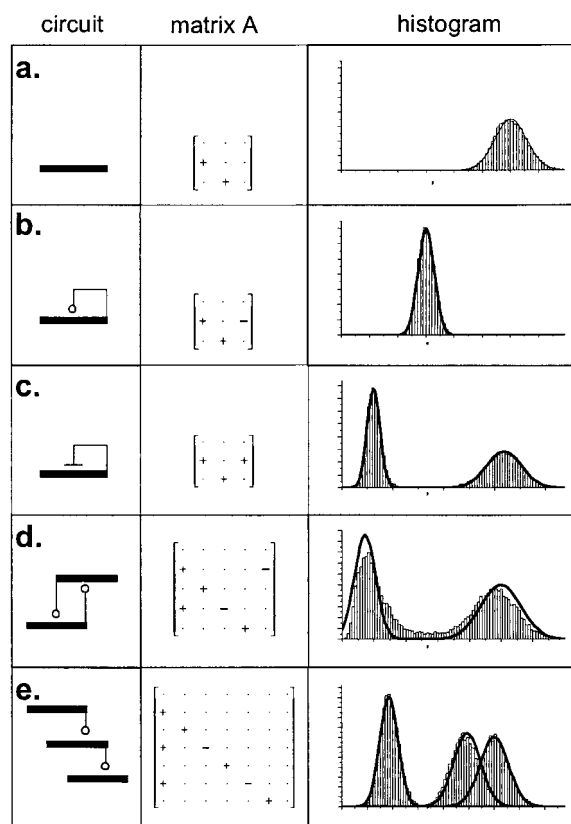 circuit matrix A histogram
a.
· · ·
+ · ·
· + ·
b.
· · ·
+ · −
· + ·
c.
· · ·
+ · +
· + ·
d.
· · · · ·
+ · · · −
· + · · ·
+ · − · ·
· · · + ·
e.
· · · · · · ·
+ · · · · · ·
· + · · · · ·
+ · − · · · ·
· · · + · · ·
+ · · · − · ·
· · · · · + ·